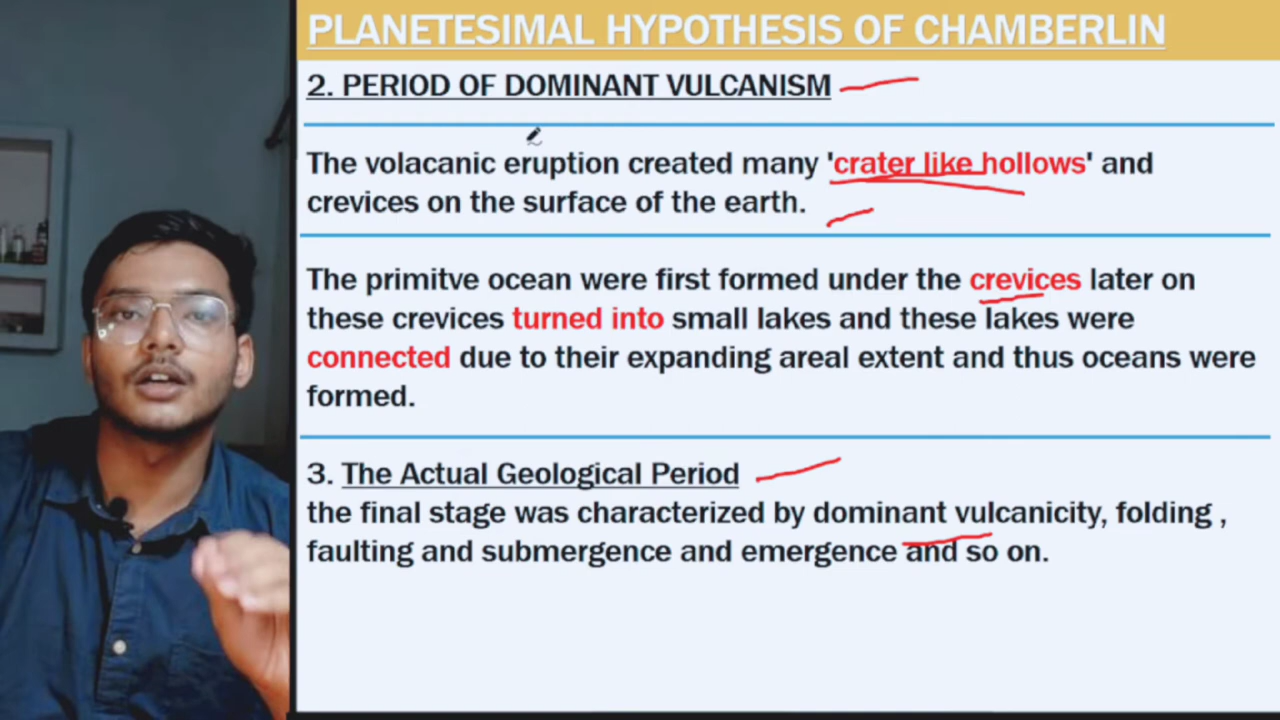 PLANETESIMAL HYPOTHESIS OF CHAMBERLIN
2. PERIOD OF DOMINANT VULCANISM
The volacanic eruption created many 'crater like hollows' and
crevices on the surface of the earth.
The primitve ocean were first formed under the crevices later on
these crevices turned into small lakes and these lakes were
connected due to their expanding areal extent and thus oceans were
formed.
3. The Actual Geological Period
the final stage was characterized by dominant vulcanicity, folding ,
faulting and submergence and emergence and so on.